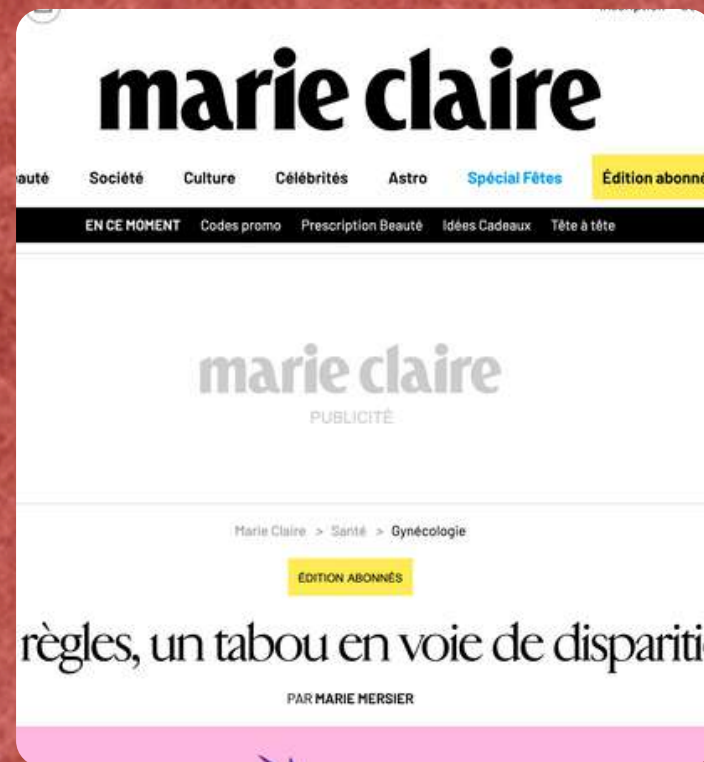 marie claire
auté Société Culture Célébrités Astro Spécial Fêtes Édition abonné
EN CE MOMENT Codes promo Prescription Beauté Idées Cadeaux Tête à tête
marie claire
PUBLICITÉ
Marie Claire > Santé > Gynécologie
ÉDITION ABONNÉS
règles, un tabou en voie de dispariti
PAR MARIE MERSIER